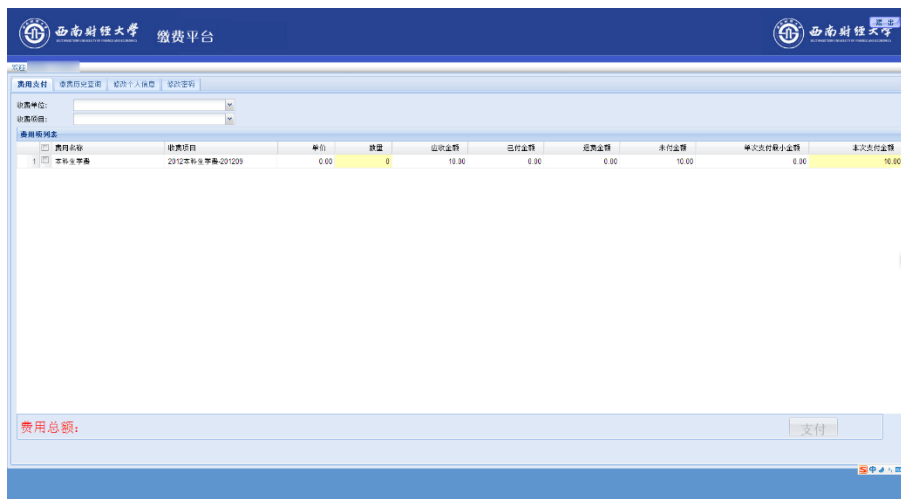 西南财经大学 缴费平台
西南财经大学
退 出
欢迎
费用支付 缴费历史查询 修改个人信息 修改密码
收费单位:
收费项目:
费用项列表
费用名称 收费项目 单价 数量 应收金额 已付金额 退费金额 未付金额 单次支付最小金额 本次支付金额
1 本科生学费 2012本科生学费-201209 0.00 0 10.00 0.00 0.00 10.00 0.00 10.00
费用总额:
支付
中